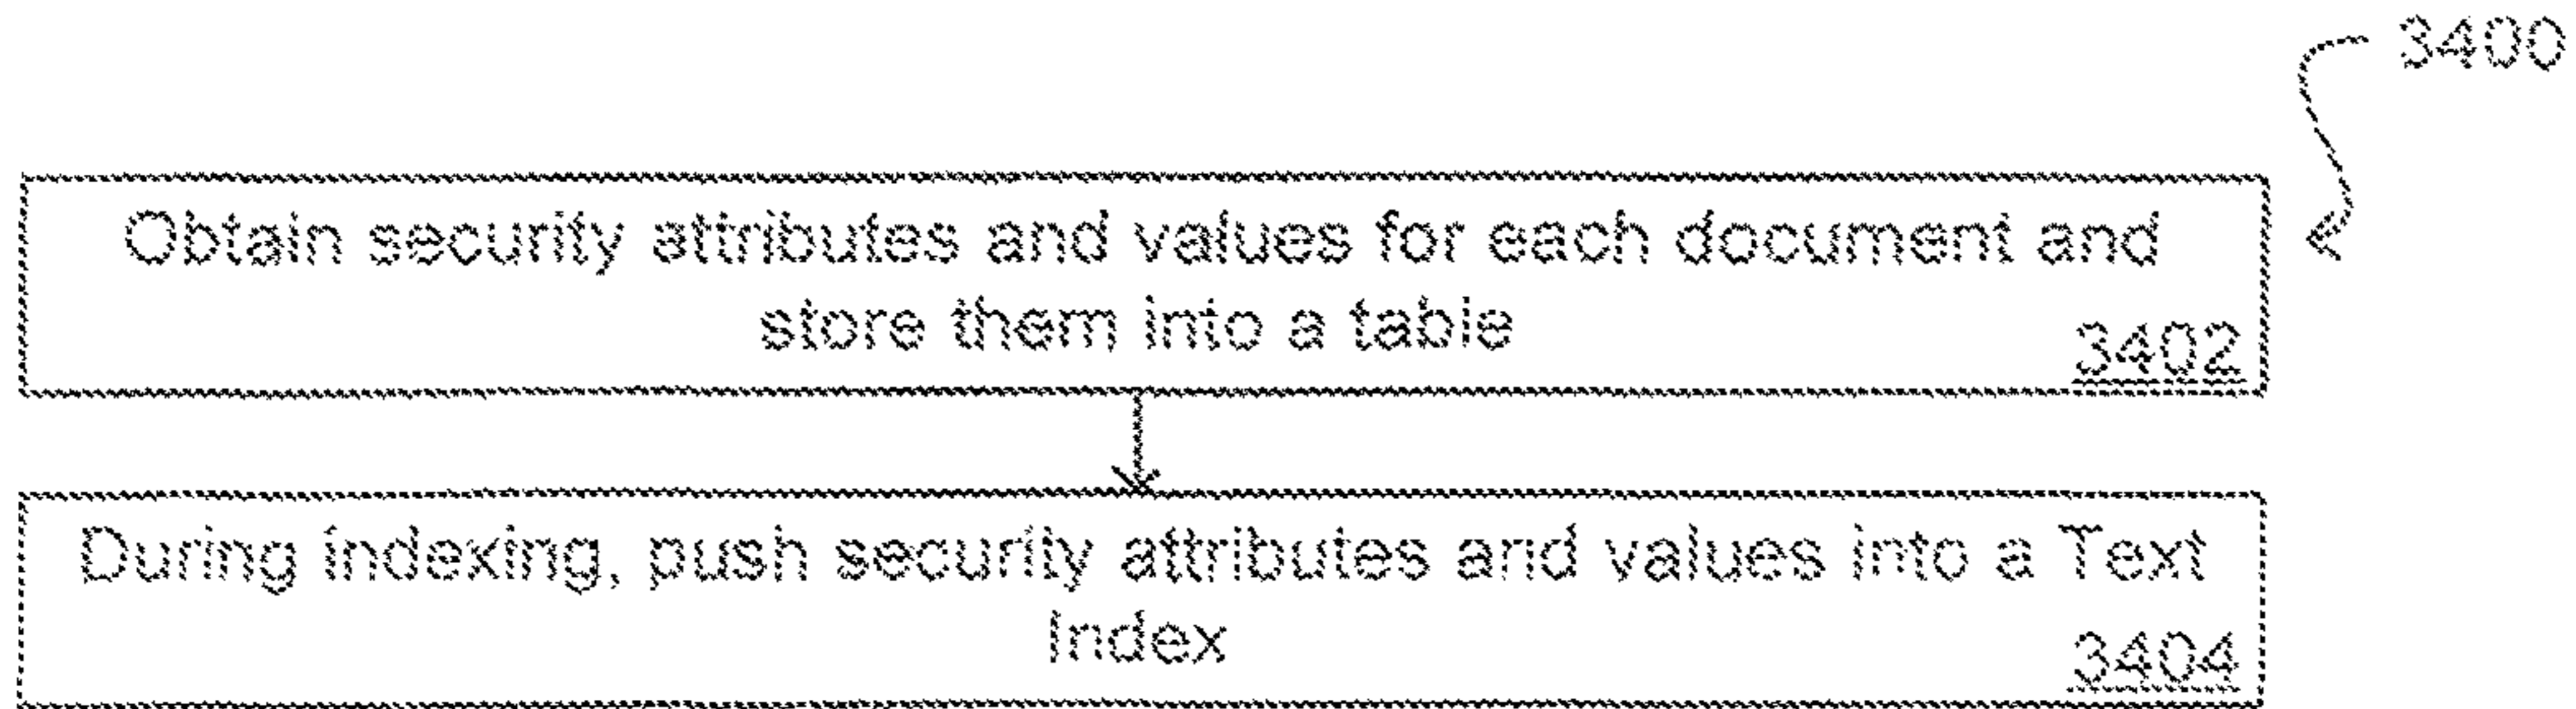 3400
Obtain security attributes and values for each document and
store them into a table
3402
During indexing, push security attributes and values into a Text
Index
3404